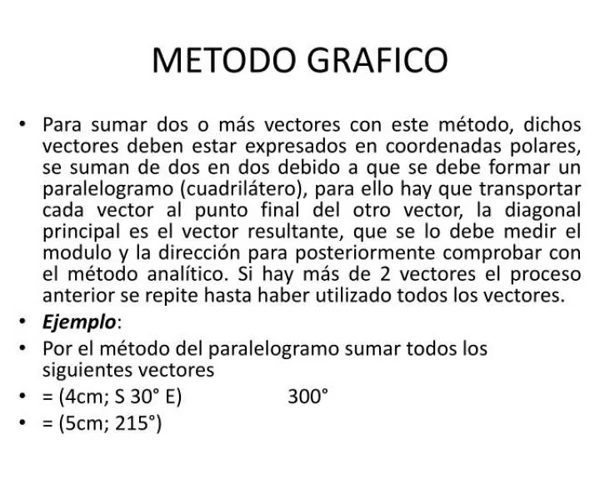 METODO GRAFICO
• Para sumar dos o más vectores con este método, dichos
vectores deben estar expresados en coordenadas polares,
se suman de dos en dos debido a que se debe formar un
paralelogramo (cuadrilátero), para ello hay que transportar
cada vector al punto final del otro vector, la diagonal
principal es el vector resultante, que se lo debe medir el
modulo y la dirección para posteriormente comprobar con
el método analítico. Si hay más de 2 vectores el proceso
anterior se repite hasta haber utilizado todos los vectores.
• Ejemplo:
• Por el método del paralelogramo sumar todos los
siguientes vectores
• = (4cm; S 30° E) 300°
• = (5cm; 215°)